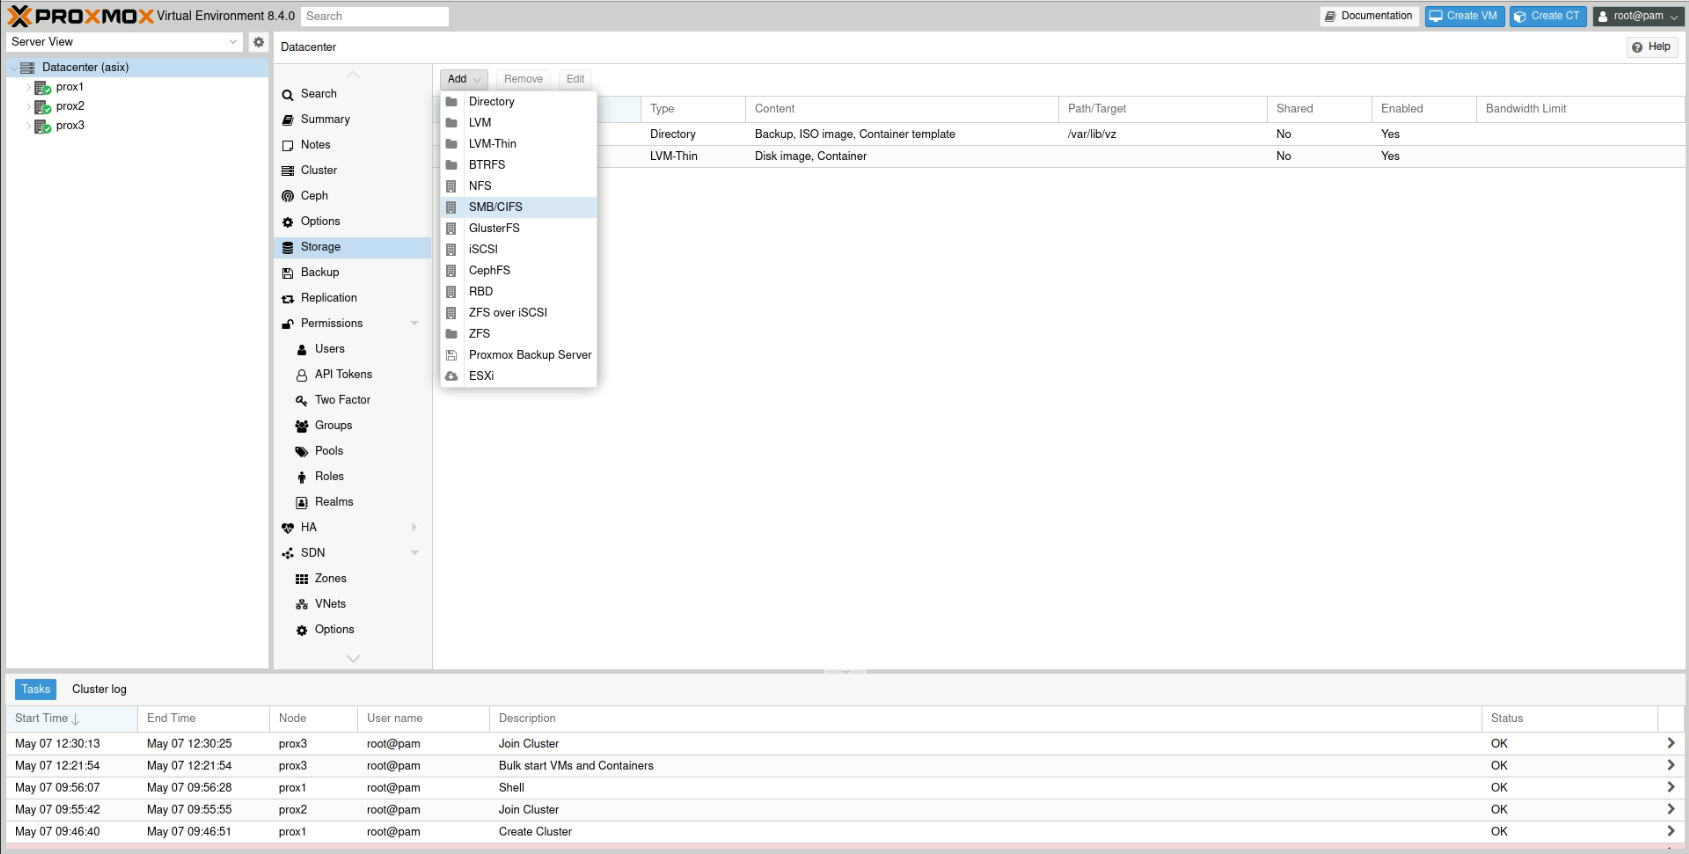 PROXMOX Virtual Environment 8.4.0 Search Documentation Create VM Create CT root@pam
Server View
Datacenter (asix)
prox1
prox2
prox3
Datacenter Help
Search
Summary
Notes
Cluster
Ceph
Options
Storage
Backup
Replication
Permissions
Users
API Tokens
Two Factor
Groups
Pools
Roles
Realms
HA
SDN
Zones
VNets
Options
Add Remove Edit
Directory
LVM
LVM-Thin
BTRFS
NFS
SMB/CIFS
GlusterFS
iSCSI
CephFS
RBD
ZFS over iSCSI
ZFS
Proxmox Backup Server
ESXi
Type Content Path/Target Shared Enabled Bandwidth Limit
Directory Backup, ISO image, Container template /var/lib/vz No Yes
LVM-Thin Disk image, Container No Yes
Tasks Cluster log
Start Time End Time Node User name Description Status
May 07 12:30:13 May 07 12:30:25 prox3 root@pam Join Cluster OK
May 07 12:21:54 May 07 12:21:54 prox3 root@pam Bulk start VMs and Containers OK
May 07 09:56:07 May 07 09:56:28 prox1 root@pam Shell OK
May 07 09:55:42 May 07 09:55:55 prox2 root@pam Join Cluster OK
May 07 09:46:40 May 07 09:46:51 prox1 root@pam Create Cluster OK